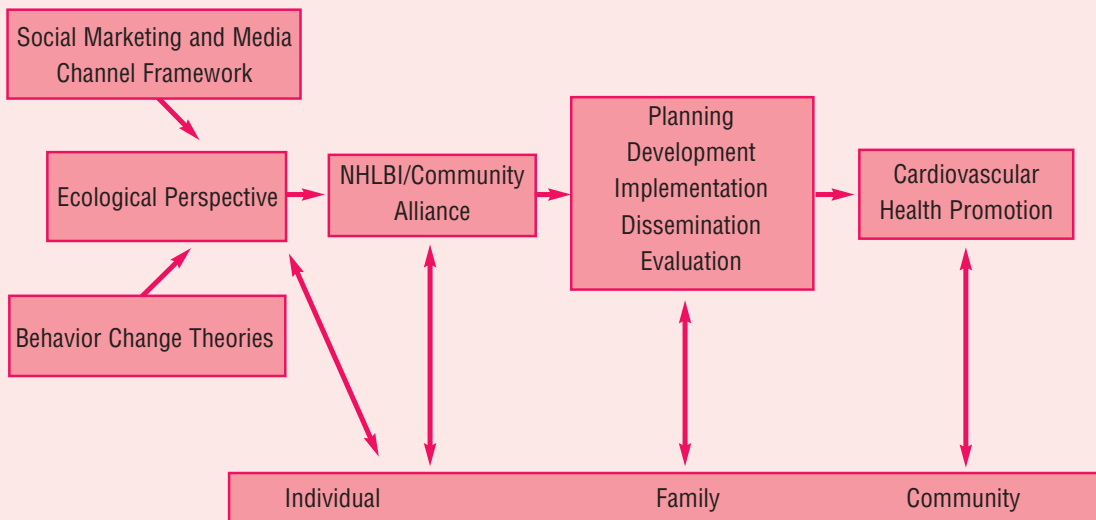 Social Marketing and Media
Channel Framework
Ecological Perspective
Behavior Change Theories
NHLBI/Community
Alliance
Planning
Development
Implementation
Dissemination
Evaluation
Cardiovascular
Health Promotion
Individual
Family
Community